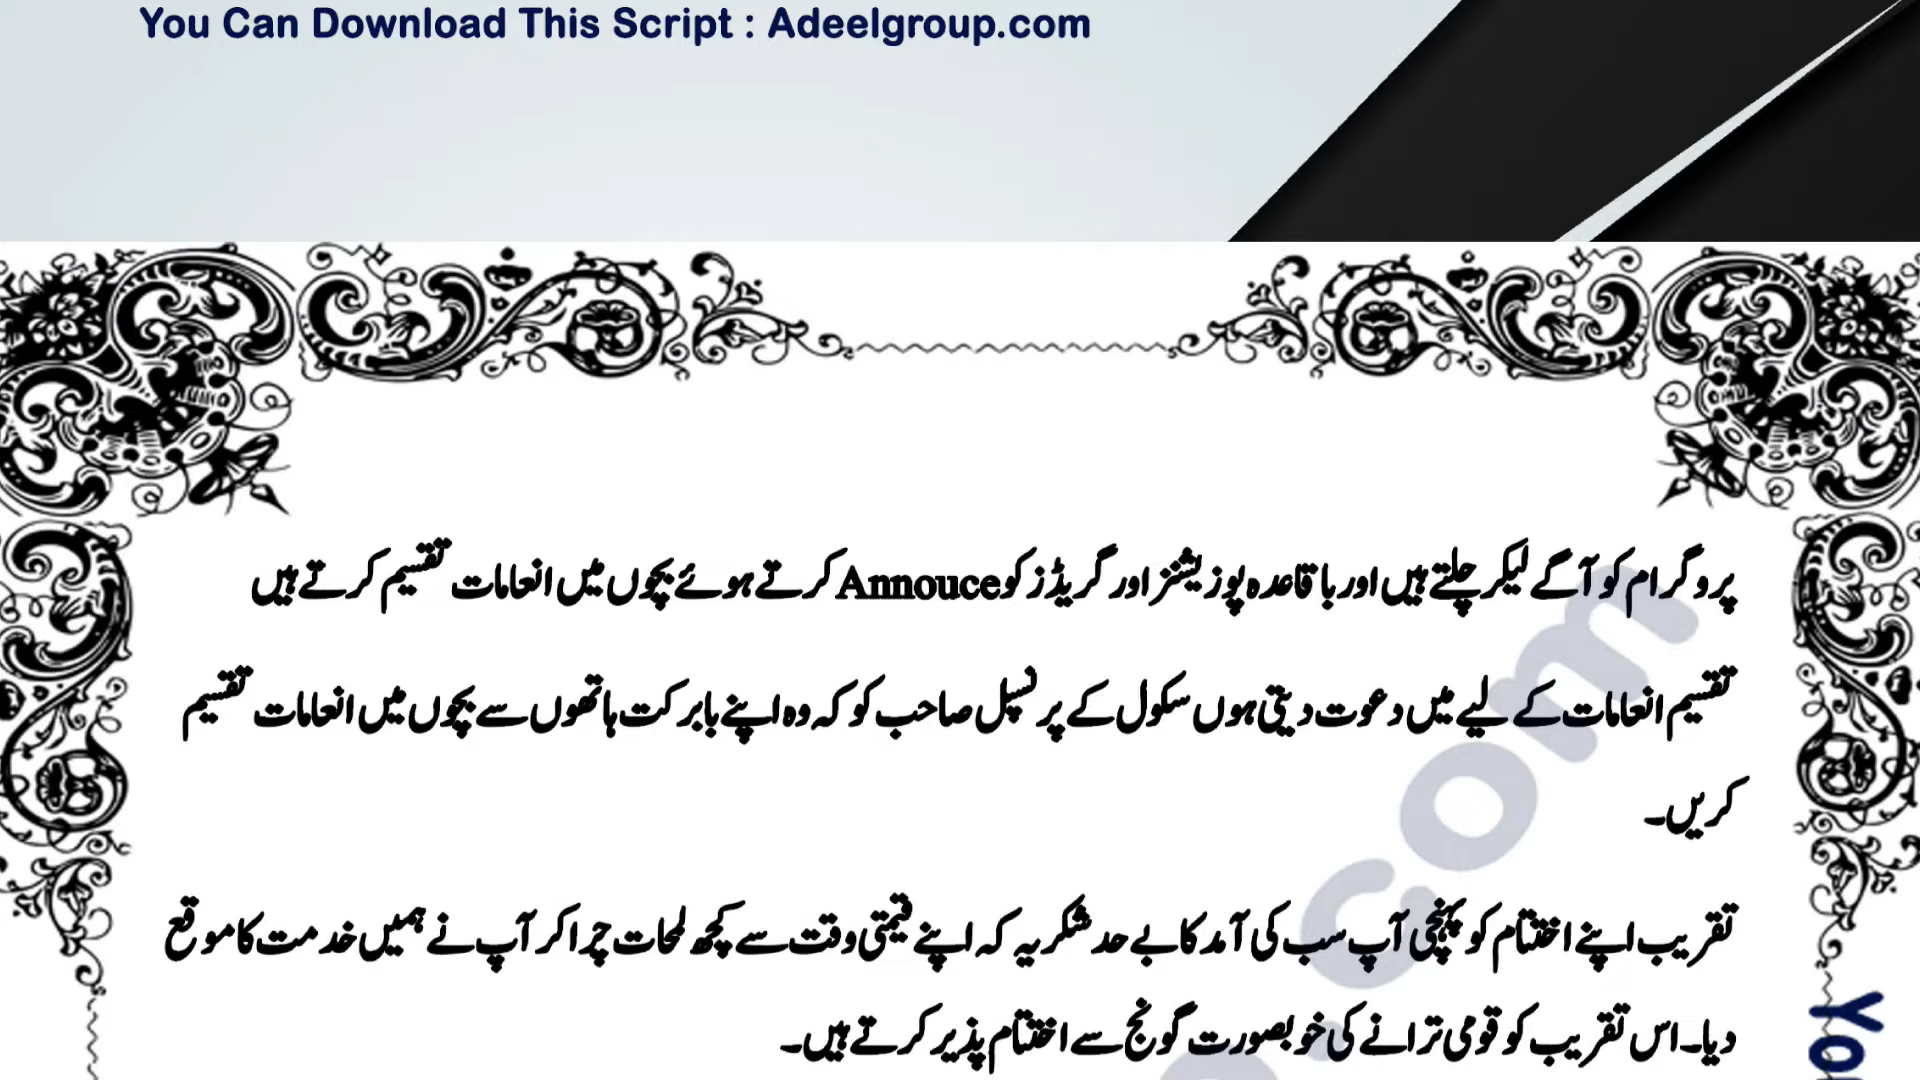 You Can Download This Script : Adeelgroup.com
پروگرام کو آگے لیکر چلتے ہیں اور باقاعدہ پوزیشنز اور گریڈز کو Annouce کرتے ہوئے بچوں میں انعامات تقسیم کرتے ہیں
تقسیم انعامات کے لیے میں دعوت دیتی ہوں سکول کے پرنسپل صاحب کو کہ وہ اپنے بابرکت ہاتھوں سے بچوں میں انعامات تقسیم
کریں۔
تقریب اپنے اختتام کو پہنچی آپ سب کی آمد کا بے حد شکریہ کہ اپنے قیمتی وقت سے کچھ لمحات چرا کر آپ نے ہمیں خدمت کا موقع
دیا۔ اس تقریب کو قومی ترانے کی خوبصورت گونج سے اختتام پذیر کرتے ہیں۔
.com